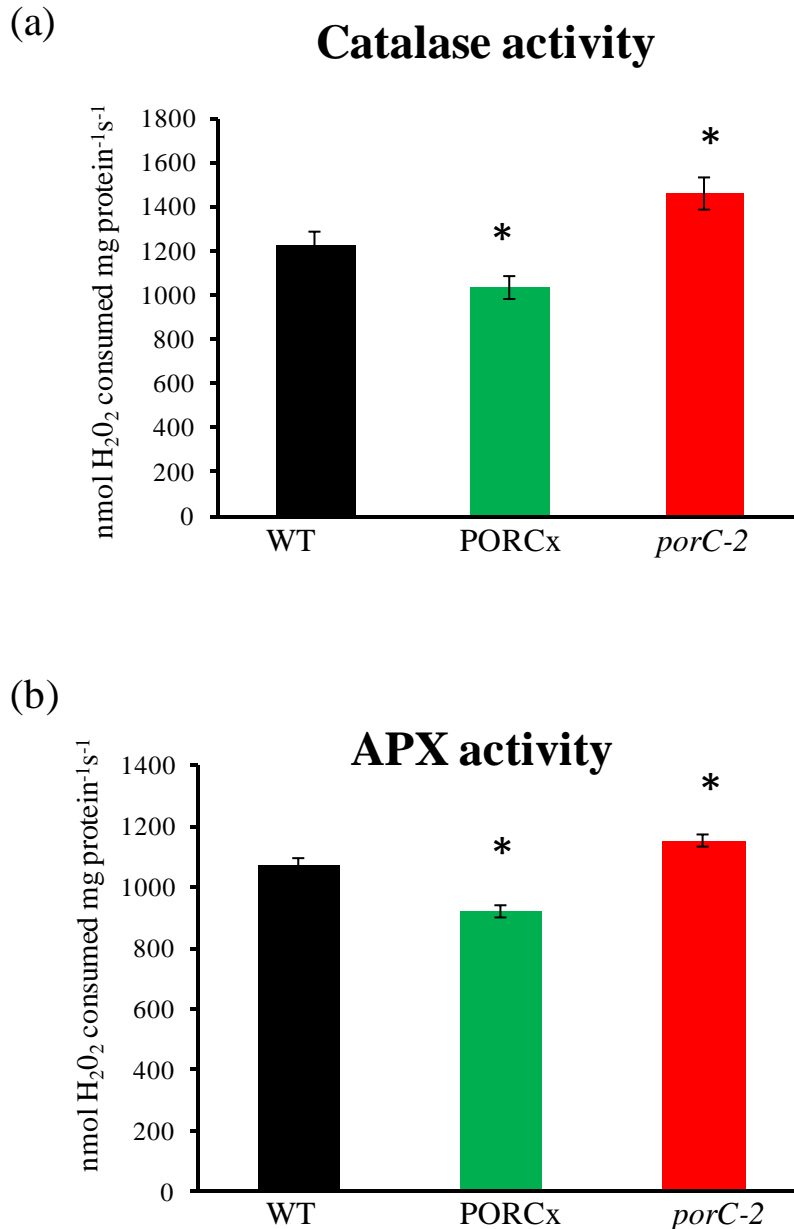 (a)
Catalase activity
nmol H₂0₂ consumed mg protein⁻¹s⁻¹
1800
1600
1400
1200
1000
800
600
400
200
0
*
*
WT PORCx porC-2
(b)
APX activity
nmol H₂0₂ consumed mg protein⁻¹s⁻¹
1400
1200
1000
800
600
400
200
0
*
*
WT PORCx porC-2